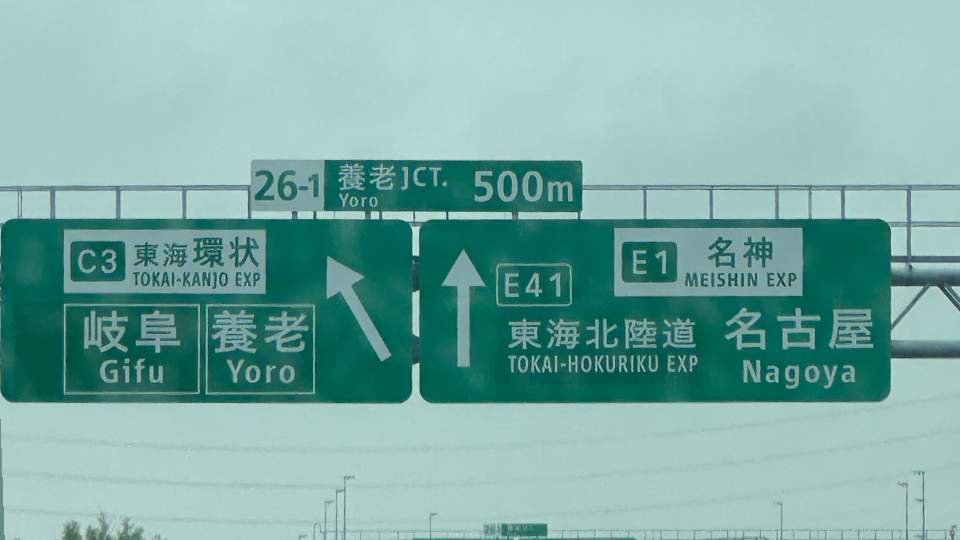 26-1 養老JCT. 500m
Yoro
C3 東海環状
TOKAI-KANJO EXP
岐阜 養老
Gifu Yoro
E1 名神
MEISHIN EXP
E41
東海北陸道 名古屋
TOKAI-HOKURIKU EXP Nagoya